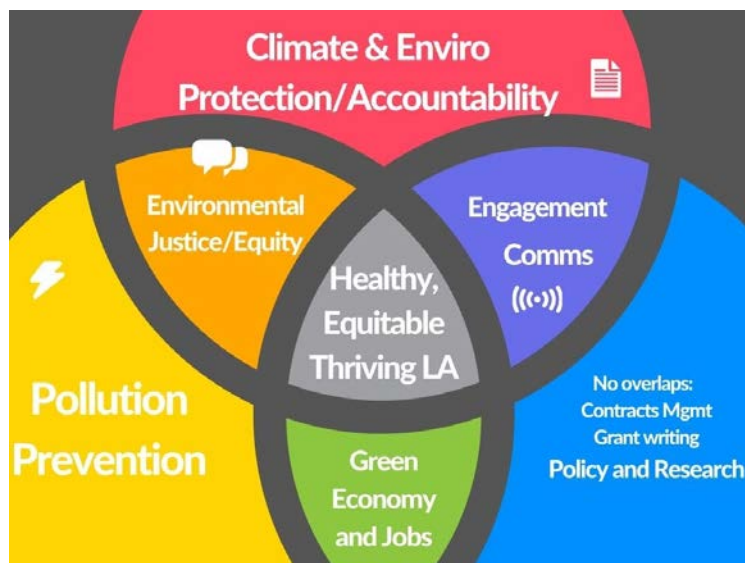 Climate & Enviro
Protection/Accountability
Environmental
Justice/Equity
Engagement
Comms
Healthy,
Equitable
Thriving LA
Pollution
Prevention
No overlaps:
Contracts Mgmt
Grant writing
Policy and Research
Green
Economy
and Jobs